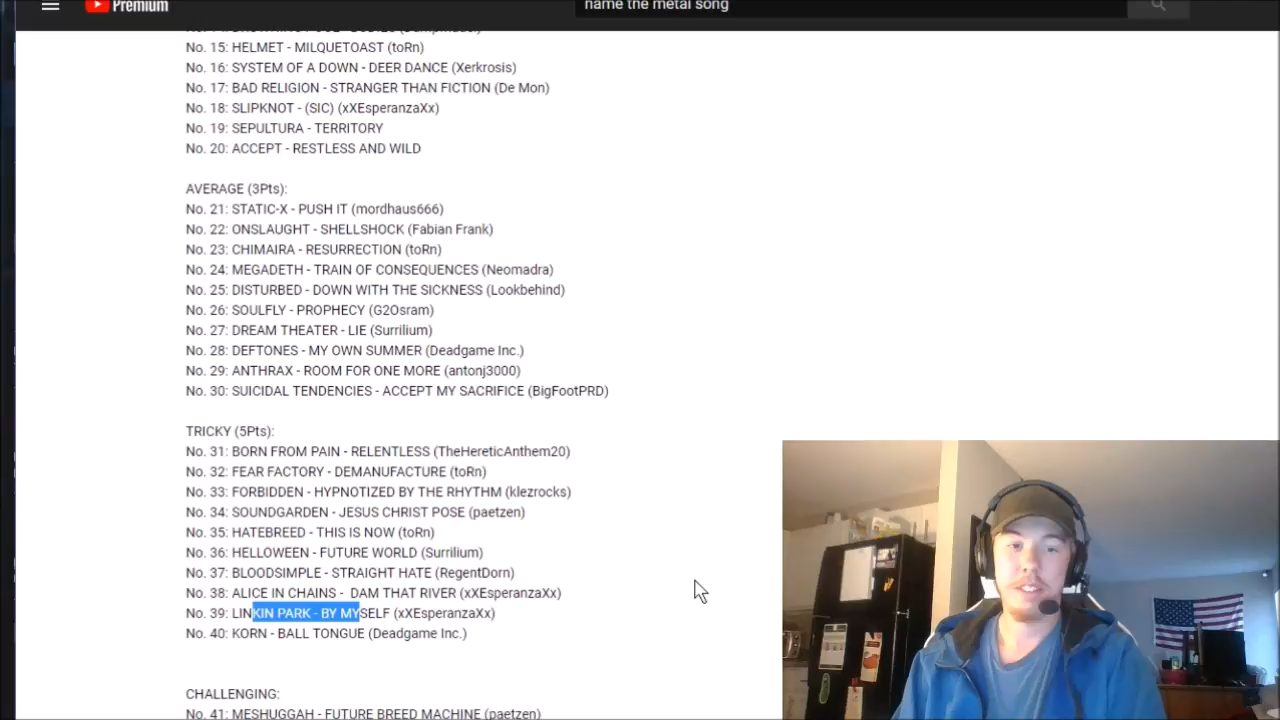 Premium
name the metal song
No. 15: HELMET - MILQUETOAST (toRn)
No. 16: SYSTEM OF A DOWN - DEER DANCE (Xerkrosis)
No. 17: BAD RELIGION - STRANGER THAN FICTION (De Mon)
No. 18: SLIPKNOT - (SIC) (xXEsperanzaXx)
No. 19: SEPULTURA - TERRITORY
No. 20: ACCEPT - RESTLESS AND WILD
AVERAGE (3Pts):
No. 21: STATIC-X - PUSH IT (mordhaus666)
No. 22: ONSLAUGHT - SHELLSHOCK (Fabian Frank)
No. 23: CHIMAIRA - RESURRECTION (toRn)
No. 24: MEGADETH - TRAIN OF CONSEQUENCES (Neomadra)
No. 25: DISTURBED - DOWN WITH THE SICKNESS (Lookbehind)
No. 26: SOULFLY - PROPHECY (G2Osram)
No. 27: DREAM THEATER - LIE (Surrilium)
No. 28: DEFTONES - MY OWN SUMMER (Deadgame Inc.)
No. 29: ANTHRAX - ROOM FOR ONE MORE (antonj3000)
No. 30: SUICIDAL TENDENCIES - ACCEPT MY SACRIFICE (BigFootPRD)
TRICKY (5Pts):
No. 31: BORN FROM PAIN - RELENTLESS (TheHereticAnthem20)
No. 32: FEAR FACTORY - DEMANUFACTURE (toRn)
No. 33: FORBIDDEN - HYPNOTIZED BY THE RHYTHM (klezrocks)
No. 34: SOUNDGARDEN - JESUS CHRIST POSE (paetzen)
No. 35: HATEBREED - THIS IS NOW (toRn)
No. 36: HELLOWEEN - FUTURE WORLD (Surrilium)
No. 37: BLOODSIMPLE - STRAIGHT HATE (RegentDorn)
No. 38: ALICE IN CHAINS -  DAM THAT RIVER (xXEsperanzaXx)
No. 39: LINKIN PARK - BY MYSELF (xXEsperanzaXx)
No. 40: KORN - BALL TONGUE (Deadgame Inc.)
CHALLENGING:
No. 41: MESHUGGAH - FUTURE BREED MACHINE (paetzen)